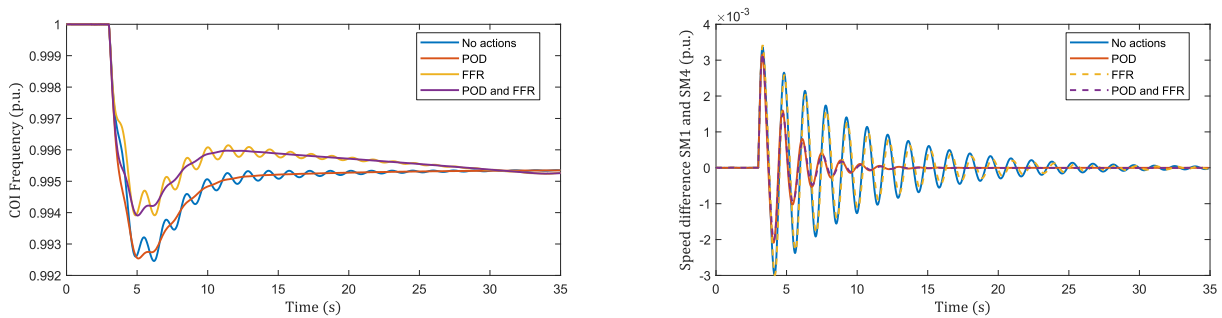 COI Frequency (p.u.)
1
0.999
0.998
0.997
0.996
0.995
0.994
0.993
0.992
0 5 10 15 20 25 30 35
Time (s)
No actions
POD
FFR
POD and FFR
Speed difference SM1 and SM4 (p.u.)
×10⁻³
4
3
2
1
0
-1
-2
-3
0 5 10 15 20 25 30 35
Time (s)
No actions
POD
FFR
POD and FFR